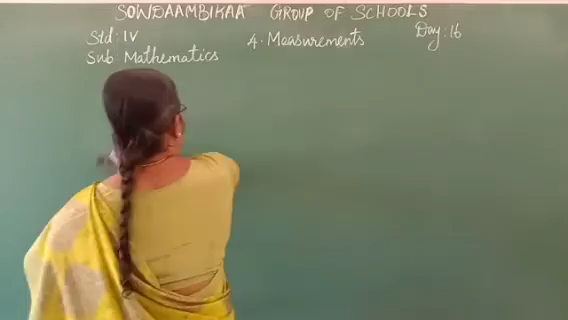 SOWDAAMBIKAA GROUP OF SCHOOLS
Std: IV 4. Measurements Day: 16
Sub Mathematics